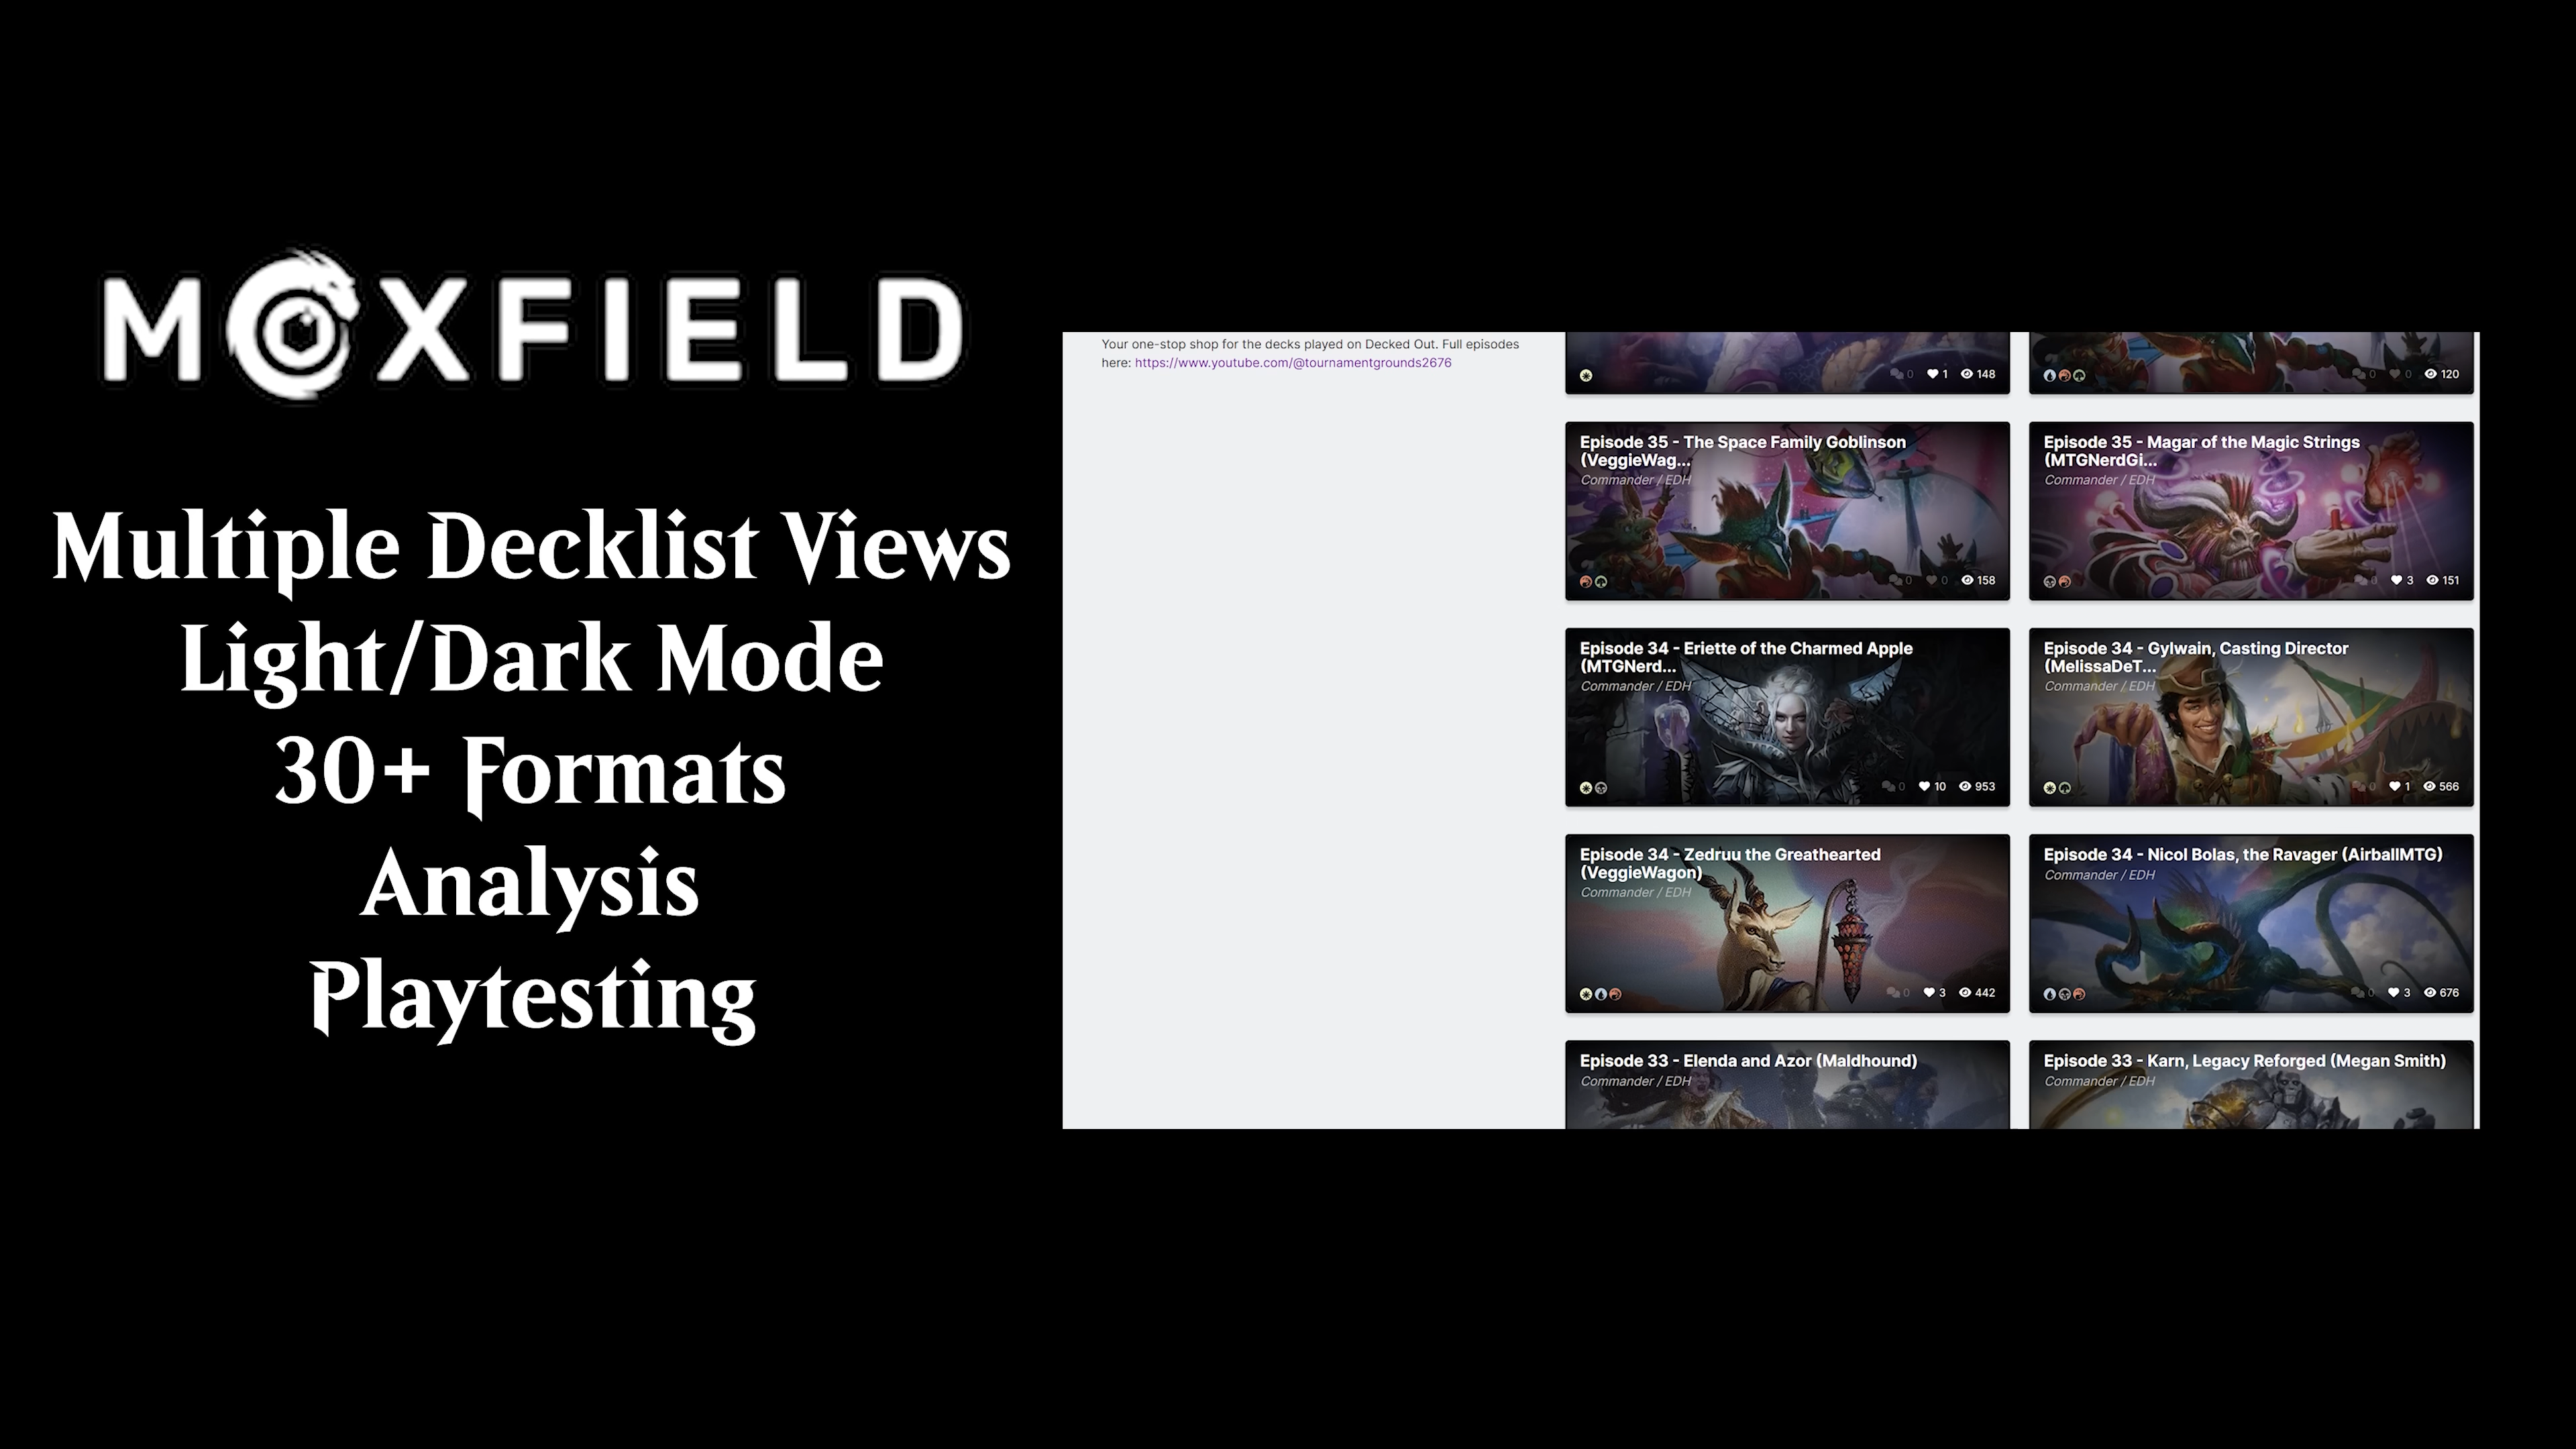 MOXFIELD
Multiple Decklist Views
Light/Dark Mode
30+ Formats
Analysis
Playtesting
Your one-stop shop for the decks played on Decked Out. Full episodes
here: https://www.youtube.com/@tournamentgrounds2676
0 1 148
0 0 120
Episode 35 - The Space Family Goblinson
(VeggieWag...
Commander / EDH
0 0 158
Episode 35 - Magar of the Magic Strings
(MTGNerdGi...
Commander / EDH
0 3 151
Episode 34 - Eriette of the Charmed Apple
(MTGNerd...
Commander / EDH
0 10 953
Episode 34 - Gylwain, Casting Director
(MelissaDeT...
Commander / EDH
0 1 566
Episode 34 - Zedruu the Greathearted
(VeggieWagon)
Commander / EDH
0 3 442
Episode 34 - Nicol Bolas, the Ravager (AirballMTG)
Commander / EDH
0 3 676
Episode 33 - Elenda and Azor (Maldhound)
Commander / EDH
Episode 33 - Karn, Legacy Reforged (Megan Smith)
Commander / EDH